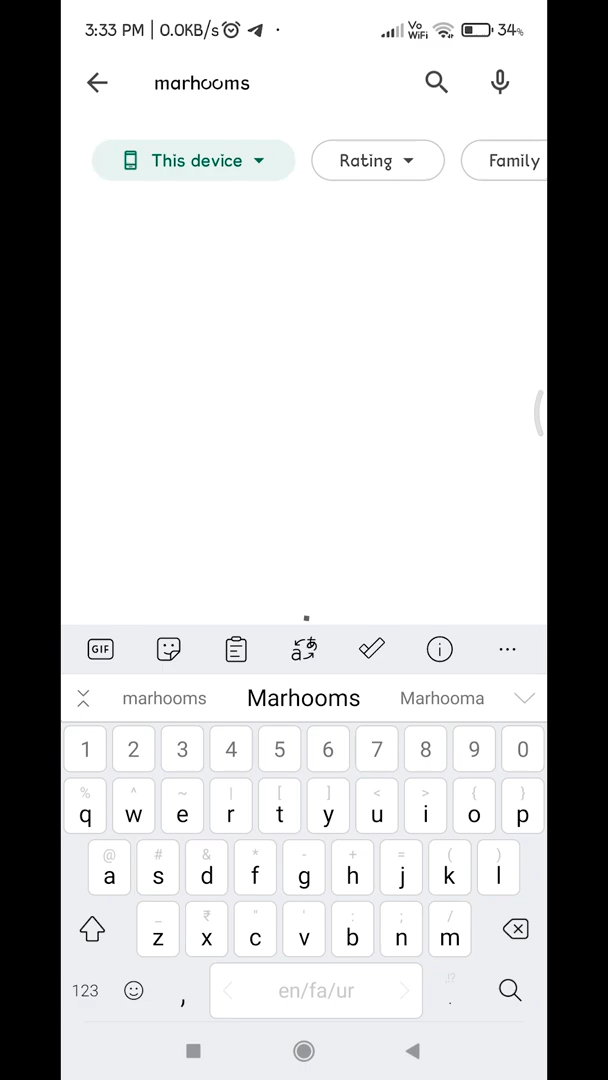 3:33 PM | 0.0KB/s Vo WiFi 34%
marhooms
This device Rating Family
GIF
marhooms Marhooms Marhooma
1 2 3 4 5 6 7 8 9 0
% ^ ~ | [ ] < > { }
q w e r t y u i o p
@ # & * - + = ( )
a s d f g h j k l
_ ₹ " ' : ; /
z x c v b n m
123 , en/fa/ur ,!? .